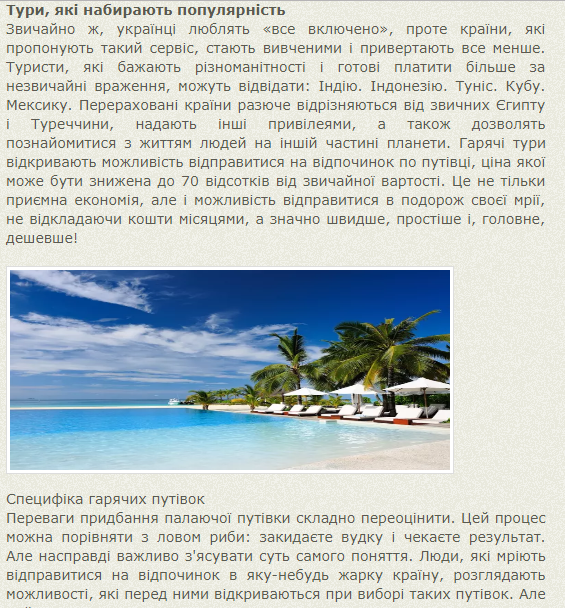 Тури, які набирають популярність
Звичайно ж, українці люблять «все включено», проте країни, які
пропонують такий сервіс, стають вивченими і привертають все менше.
Туристи, які бажають різноманітності і готові платити більше за
незвичайні враження, можуть відвідати: Індію. Індонезію. Туніс. Кубу.
Мексику. Перераховані країни разюче відрізняються від звичних Єгипту
і Туреччини, надають інші привілеями, а також дозволять
познайомитися з життям людей на іншій частині планети. Гарячі тури
відкривають можливість відправитися на відпочинок по путівці, ціна якої
може бути знижена до 70 відсотків від звичайної вартості. Це не тільки
приємна економія, але і можливість відправитися в подорож своєї мрії,
не відкладаючи кошти місяцями, а значно швидше, простіше і, головне,
дешевше!
Специфіка гарячих путівок
Переваги придбання палаючої путівки складно переоцінити. Цей процес
можна порівняти з ловом риби: закидаєте вудку і чекаєте результат.
Але насправді важливо з'ясувати суть самого поняття. Люди, які мріють
відправитися на відпочинок в яку-небудь жарку країну, розглядають
можливості, які перед ними відкриваються при виборі таких путівок. Але